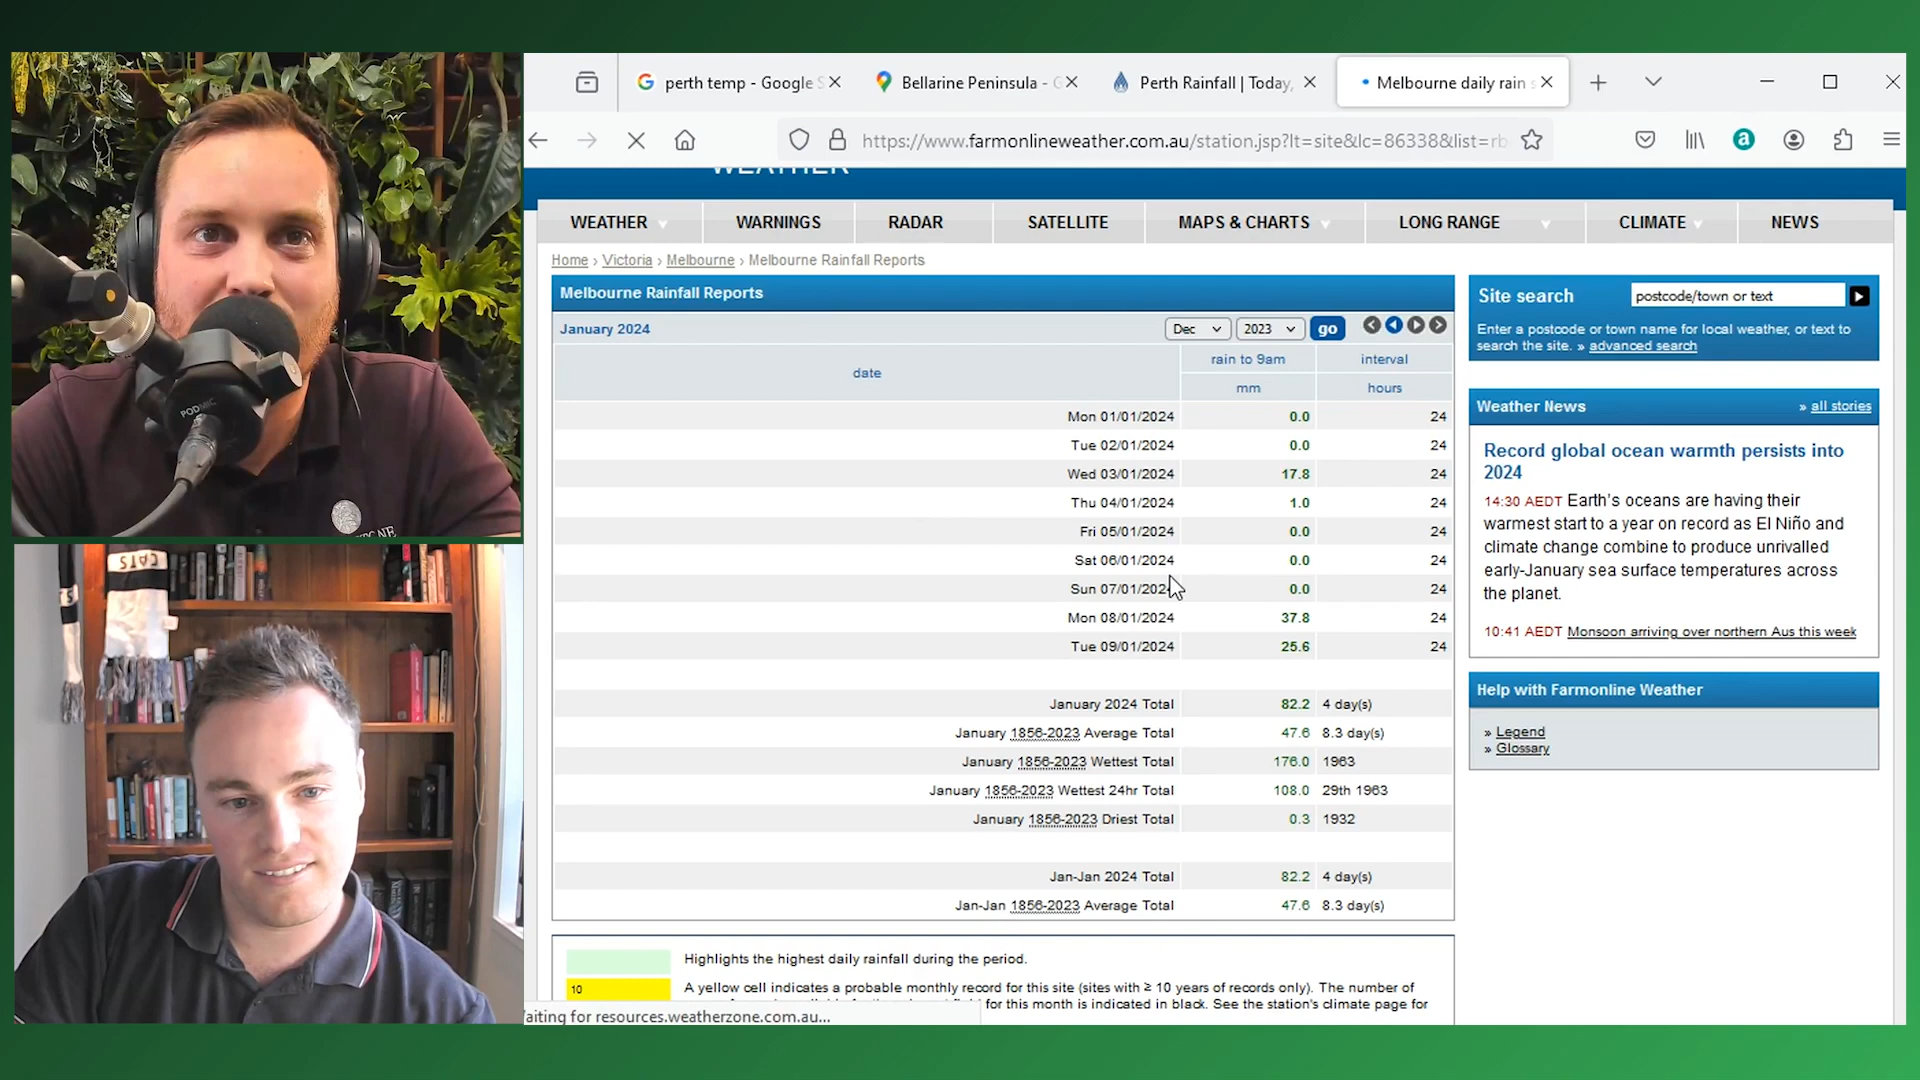 perth temp - Google S
Bellarine Peninsula - G
Perth Rainfall | Today,
Melbourne daily rain s
https://www.farmonlineweather.com.au/station.jsp?lt=site&lc=86338&list=rb
WEATHER
WEATHER
WARNINGS
RADAR
SATELLITE
MAPS & CHARTS
LONG RANGE
CLIMATE
NEWS
Home › Victoria › Melbourne › Melbourne Rainfall Reports
Melbourne Rainfall Reports
January 2024
Dec
2023
go
date
rain to 9am
interval
mm
hours
Mon 01/01/2024 0.0 24
Tue 02/01/2024 0.0 24
Wed 03/01/2024 17.8 24
Thu 04/01/2024 1.0 24
Fri 05/01/2024 0.0 24
Sat 06/01/2024 0.0 24
Sun 07/01/2024 0.0 24
Mon 08/01/2024 37.8 24
Tue 09/01/2024 25.6 24
January 2024 Total 82.2 4 day(s)
January 1856-2023 Average Total 47.6 8.3 day(s)
January 1856-2023 Wettest Total 176.0 1963
January 1856-2023 Wettest 24hr Total 108.0 29th 1963
January 1856-2023 Driest Total 0.3 1932
Jan-Jan 2024 Total 82.2 4 day(s)
Jan-Jan 1856-2023 Average Total 47.6 8.3 day(s)
Highlights the highest daily rainfall during the period.
10
A yellow cell indicates a probable monthly record for this site (sites with ≥ 10 years of records only). The number of
for this month is indicated in black. See the station's climate page for
aiting for resources.weatherzone.com.au...
Site search
postcode/town or text
Enter a postcode or town name for local weather, or text to
search the site. » advanced search
Weather News
» all stories
Record global ocean warmth persists into
2024
14:30 AEDT Earth's oceans are having their
warmest start to a year on record as El Niño and
climate change combine to produce unrivalled
early-January sea surface temperatures across
the planet.
10:41 AEDT Monsoon arriving over northern Aus this week
Help with Farmonline Weather
» Legend
» Glossary
PODMIC
CATS